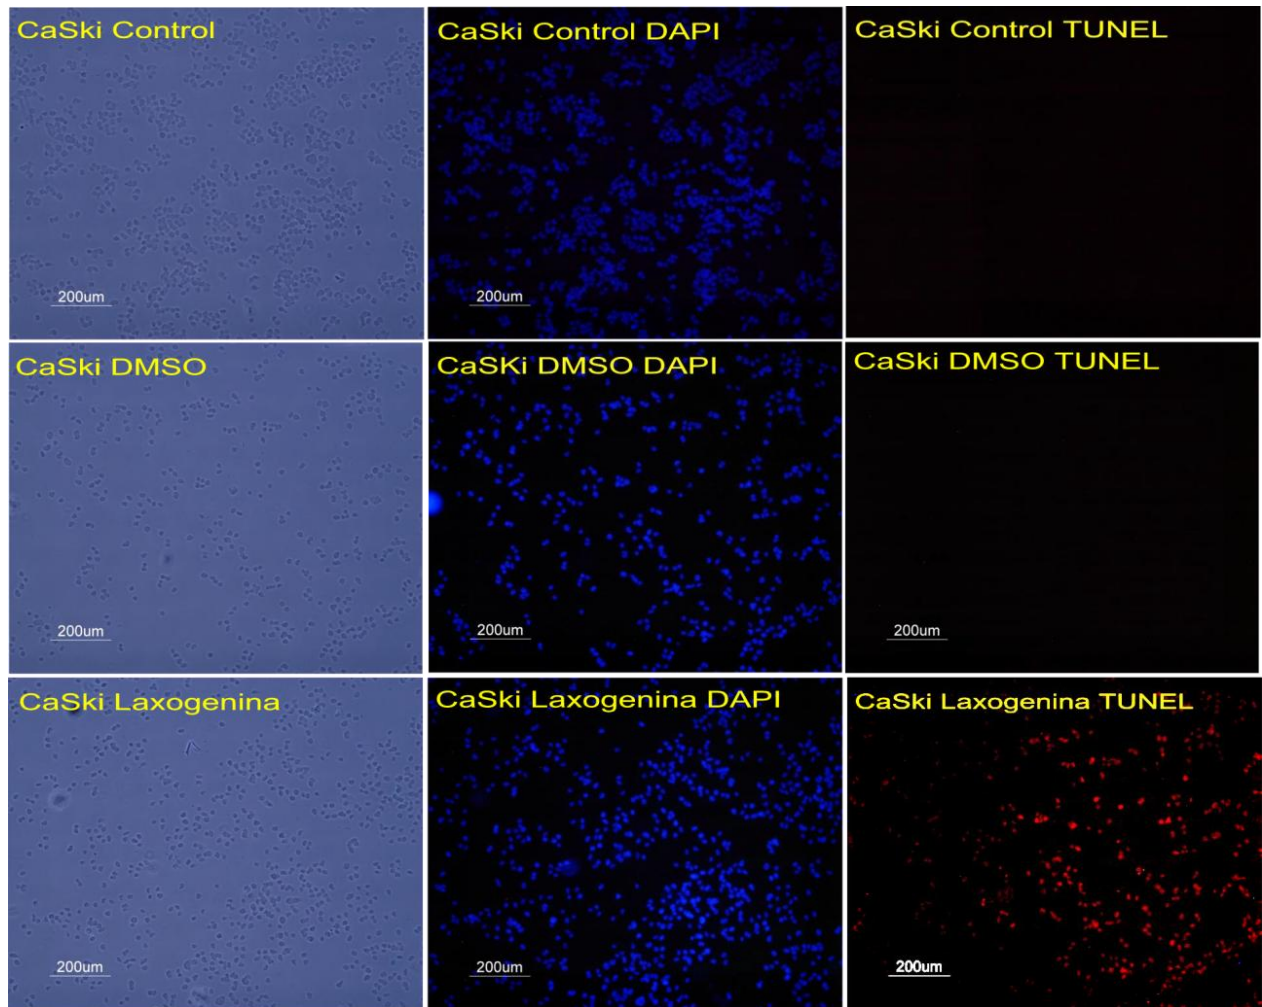 CaSki Control
CaSki Control DAPI
CaSki Control TUNEL
200um
200um
CaSki DMSO
CaSKi DMSO DAPI
CaSki DMSO TUNEL
200um
200um
200um
CaSki Laxogenina
CaSki Laxogenina DAPI
CaSki Laxogenina TUNEL
200um
200um
200um